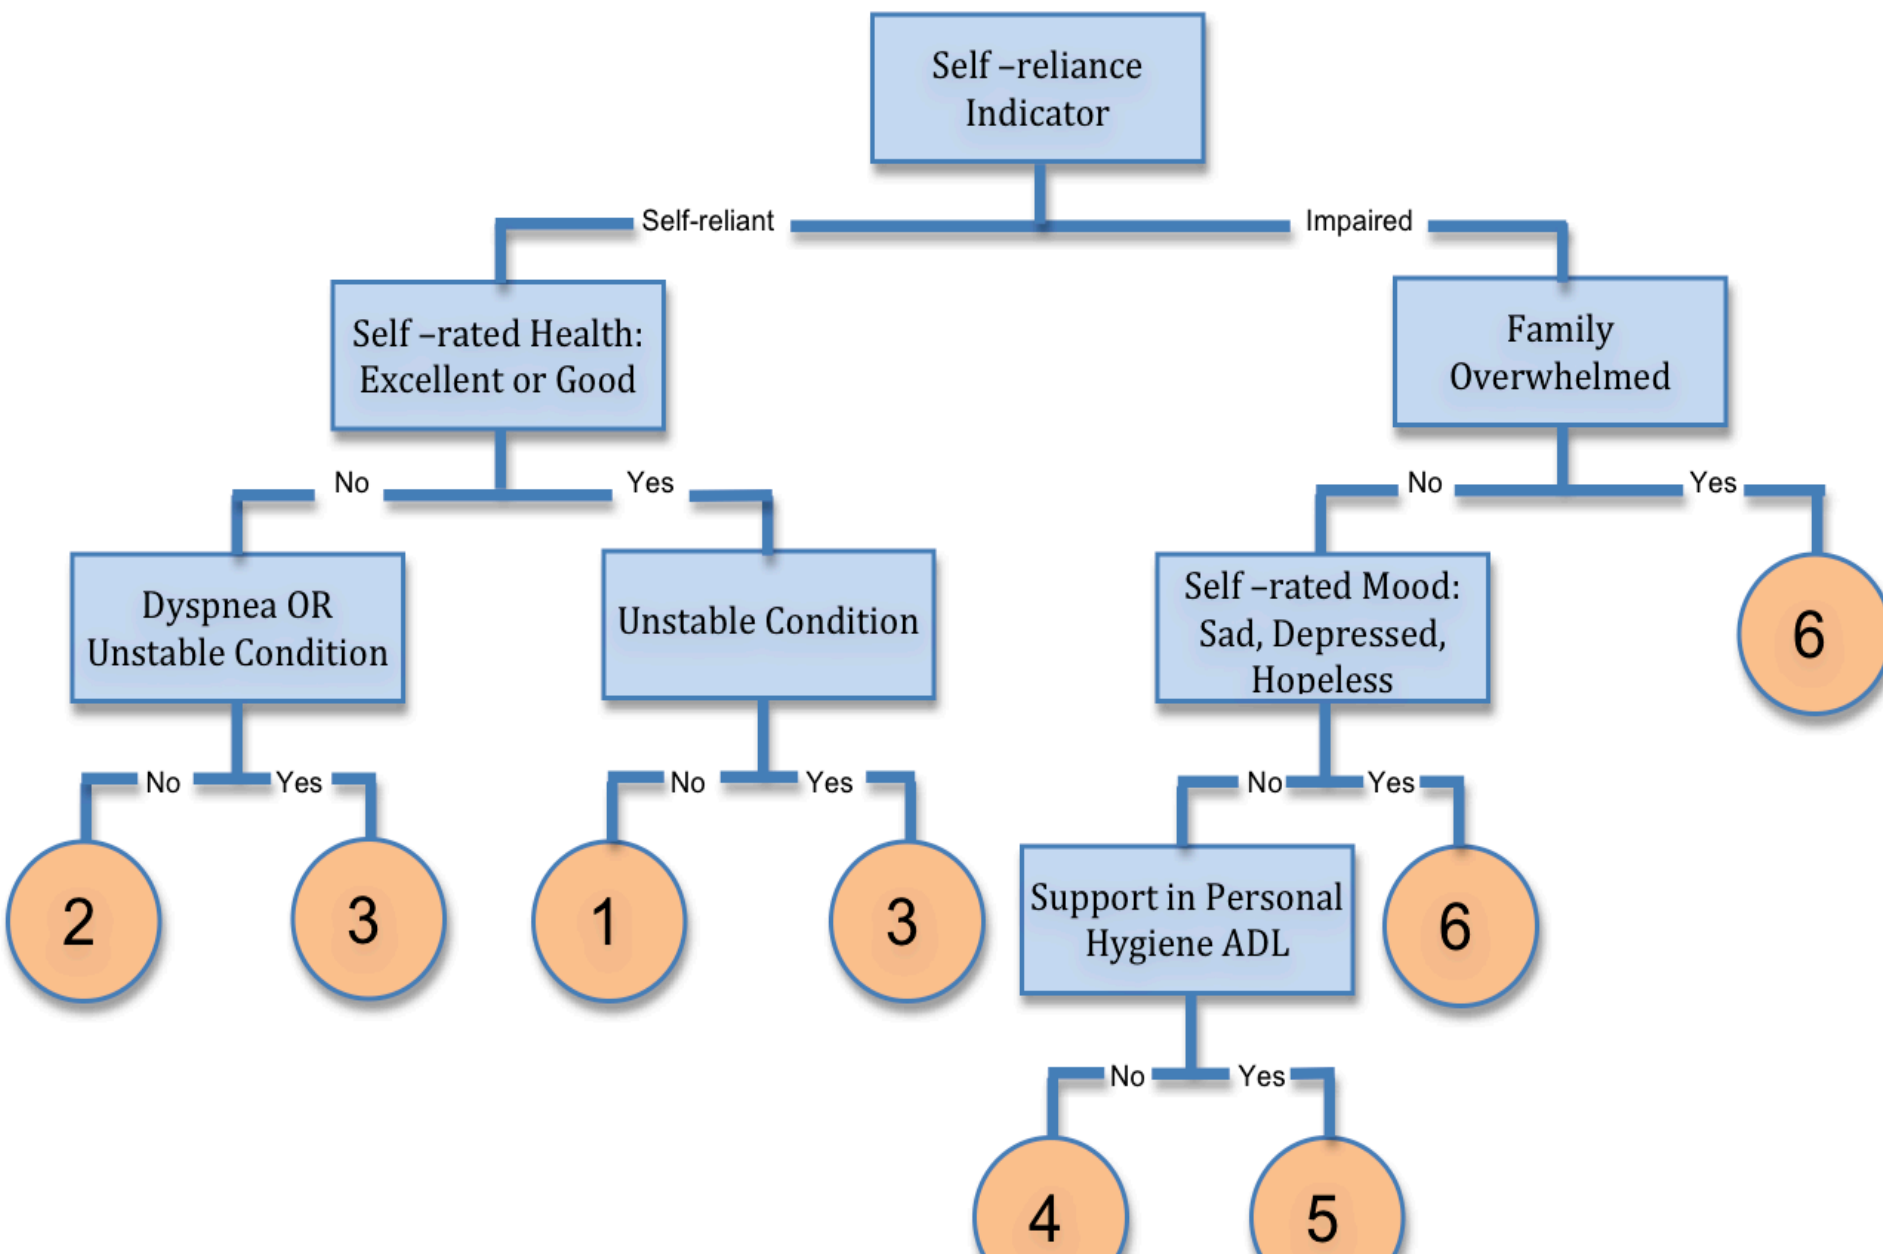 Self –reliance
Indicator
Self-reliant
Impaired
Self –rated Health:
Excellent or Good
Family
Overwhelmed
No
Yes
No
Yes
Dyspnea OR
Unstable Condition
Unstable Condition
Self –rated Mood:
Sad, Depressed,
Hopeless
6
No
Yes
No
Yes
No
Yes
2
3
1
3
Support in Personal
Hygiene ADL
6
No
Yes
4
5